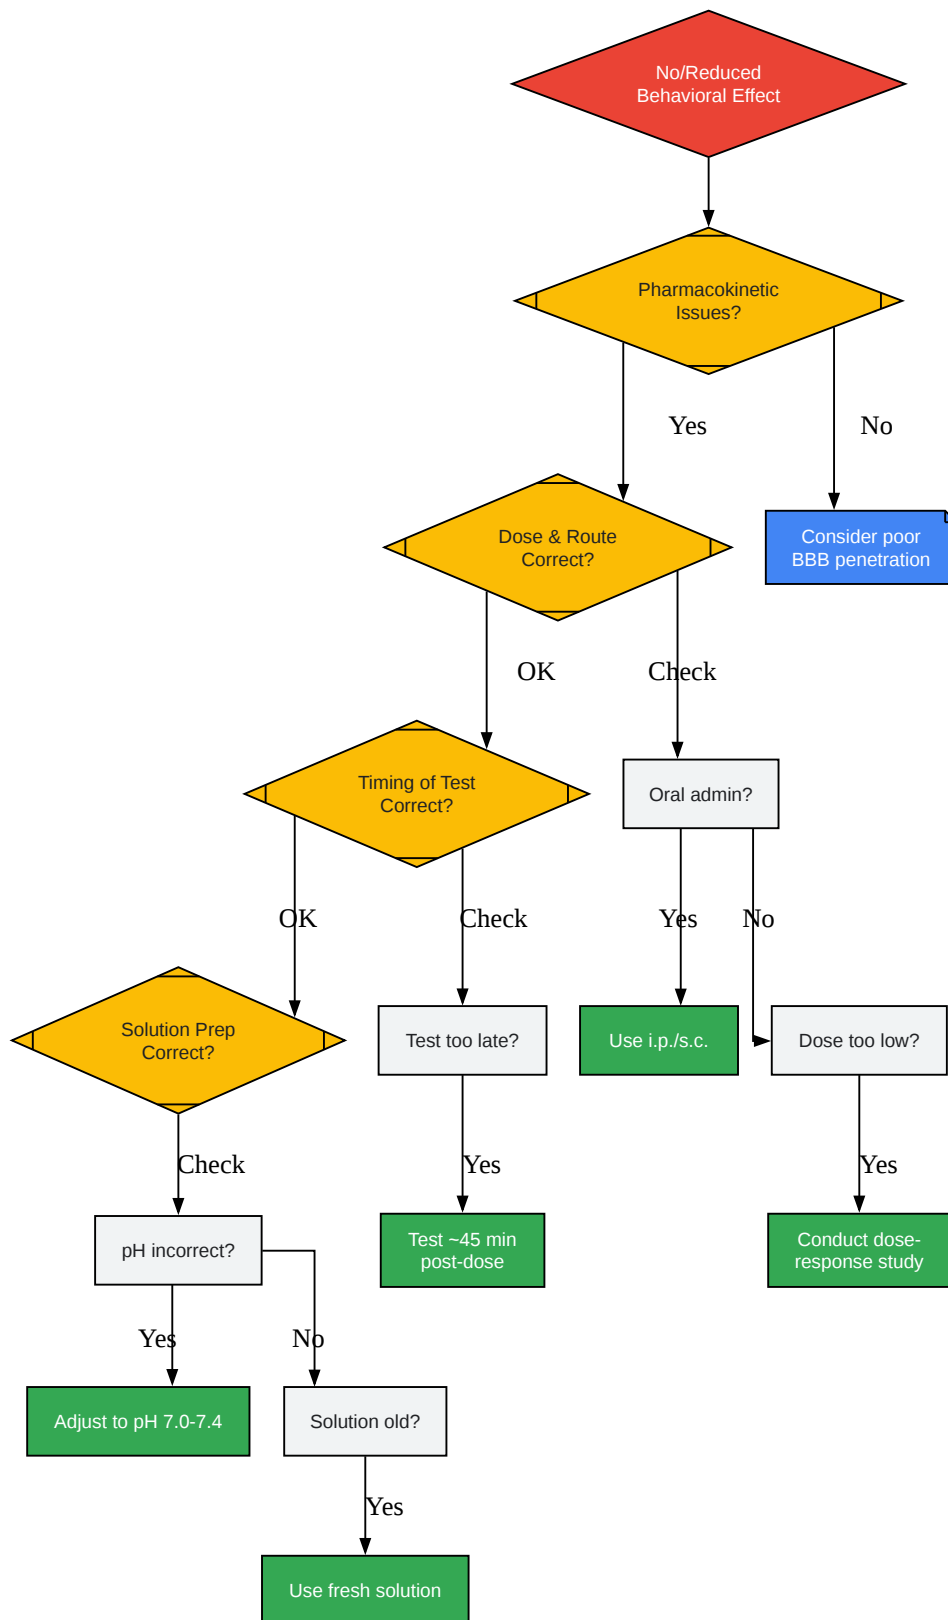 No/Reduced
Behavioral Effect
Pharmacokinetic
Issues?
Yes
No
Dose & Route
Correct?
Consider poor
BBB penetration
OK
Check
Timing of Test
Correct?
Oral admin?
OK
Check
Yes
No
Solution Prep
Correct?
Test too late?
Use i.p./s.c.
Dose too low?
Check
Yes
Yes
pH incorrect?
Test ~45 min
post-dose
Conduct dose-
response study
Yes
No
Adjust to pH 7.0-7.4
Solution old?
Yes
Use fresh solution